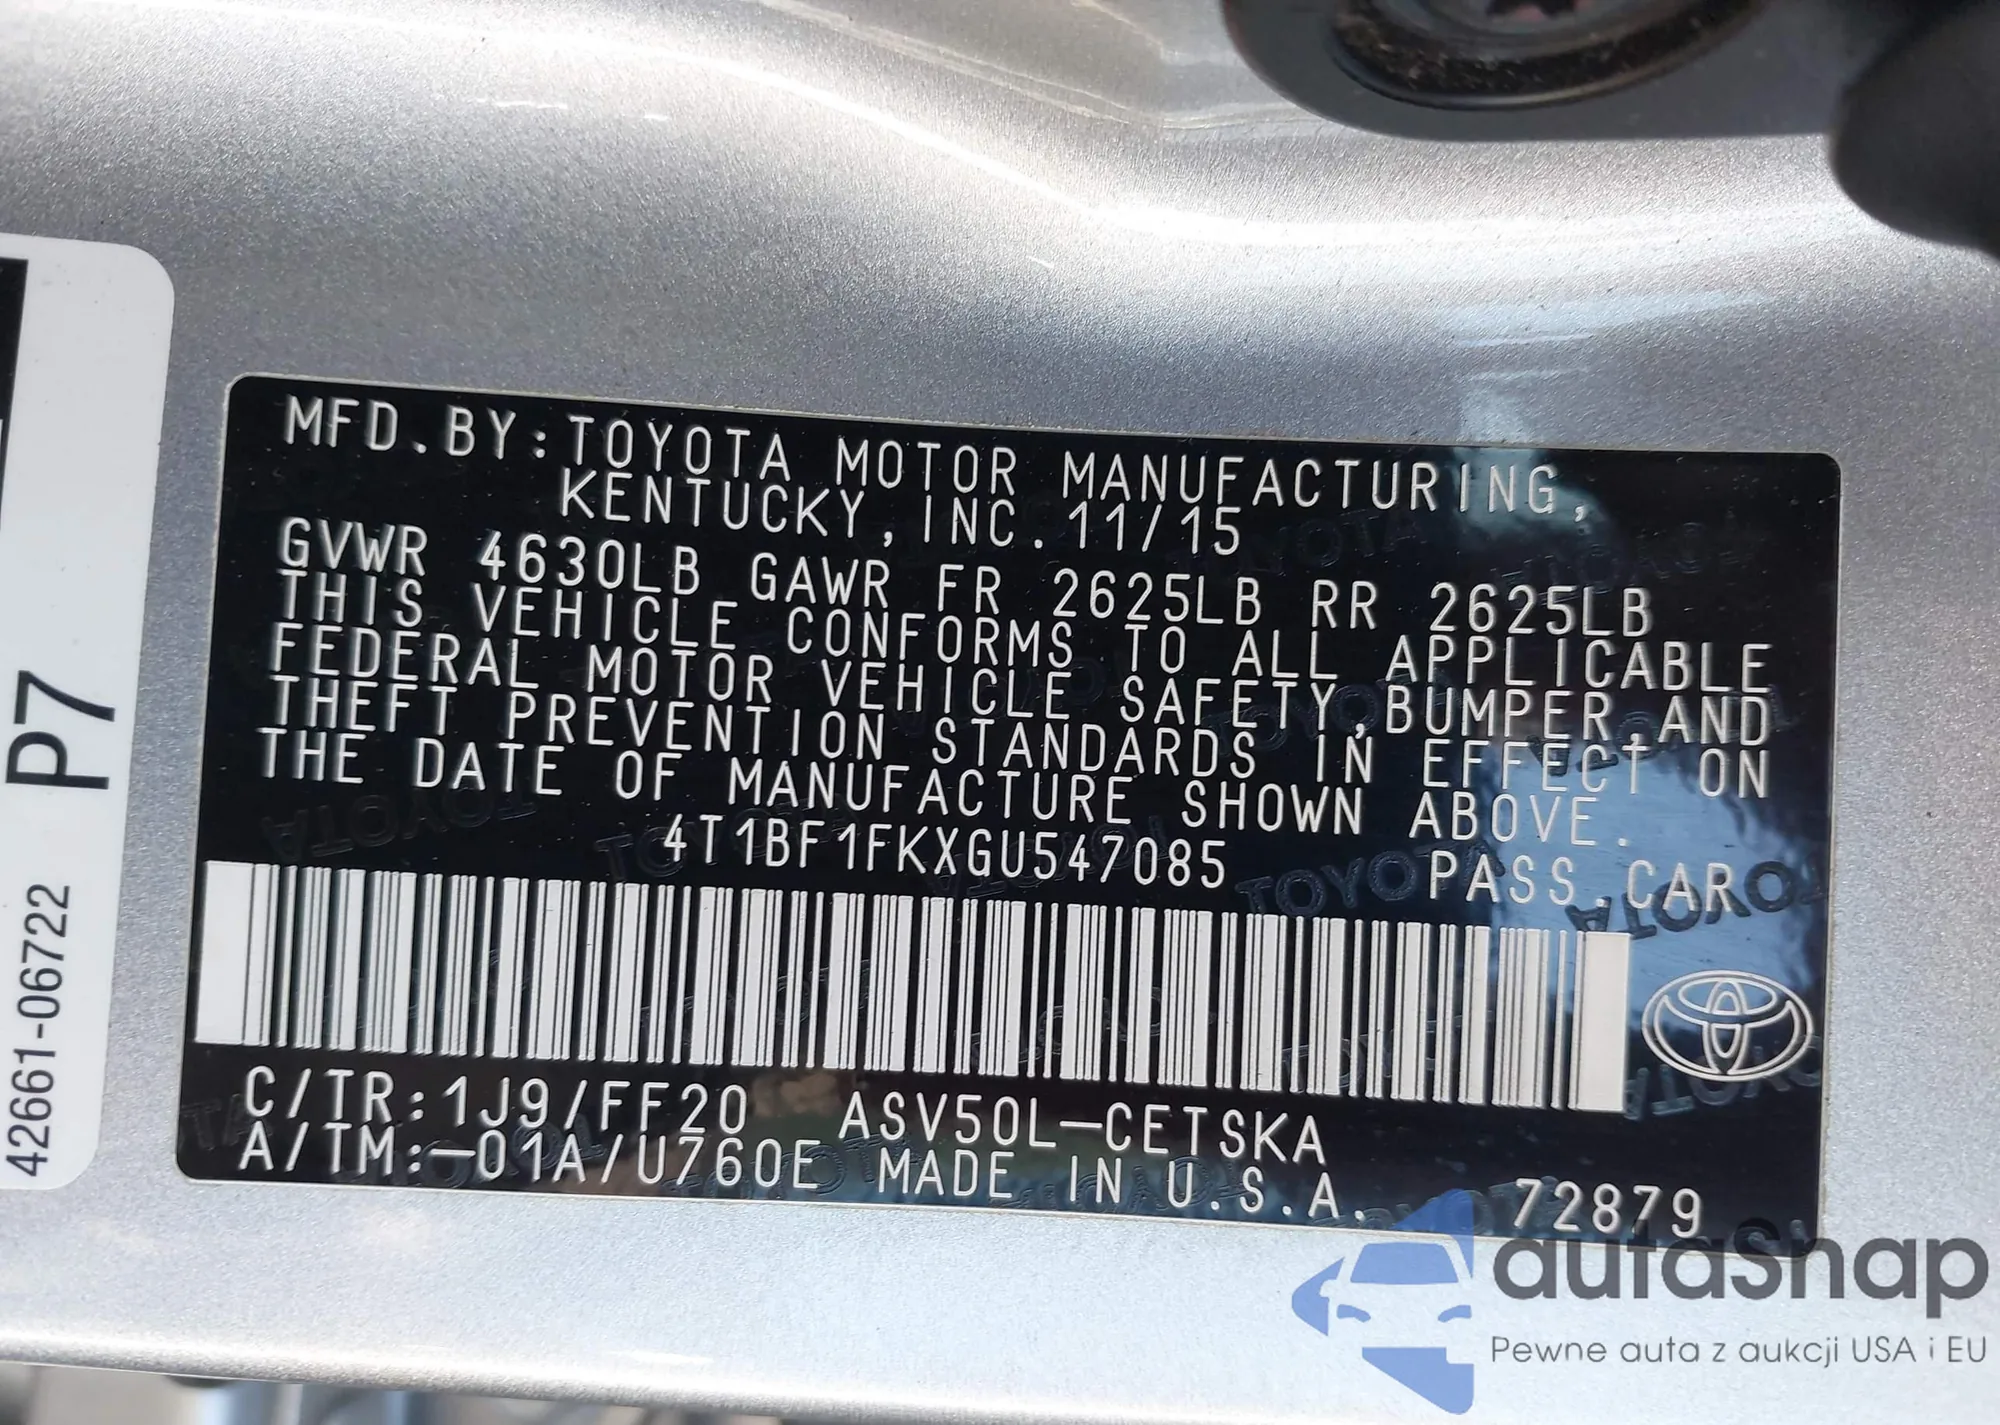 MFD.BY:TOYOTA MOTOR MANUFACTURING,
KENTUCKY,INC.11/15
GVWR 4630LB GAWR FR 2625LB RR 2625LB
THIS VEHICLE CONFORMS TO ALL APPLICABLE
FEDERAL MOTOR VEHICLE SAFETY,BUMPER,AND
THEFT PREVENTION STANDARDS IN EFFECT ON
THE DATE OF MANUFACTURE SHOWN ABOVE.
4T1BF1FKXGU547085
PASS.CAR
C/TR:1J9/FF20 ASV50L-CETSKA
A/TM:-01A/U760E MADE IN U.S.A.
72879
P7
42661-06722
autasnap
Pewne auta z aukcji USA i EU